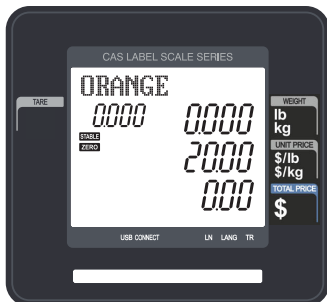 CAS LABEL SCALE SERIES
ORANGE
TARE
0.000
0.000
WEIGHT
lb
kg
STABLE
ZERO
20.00
UNIT PRICE
$/lb
$/kg
0.00
TOTAL PRICE
$
USB CONNECT
LN LANG TR